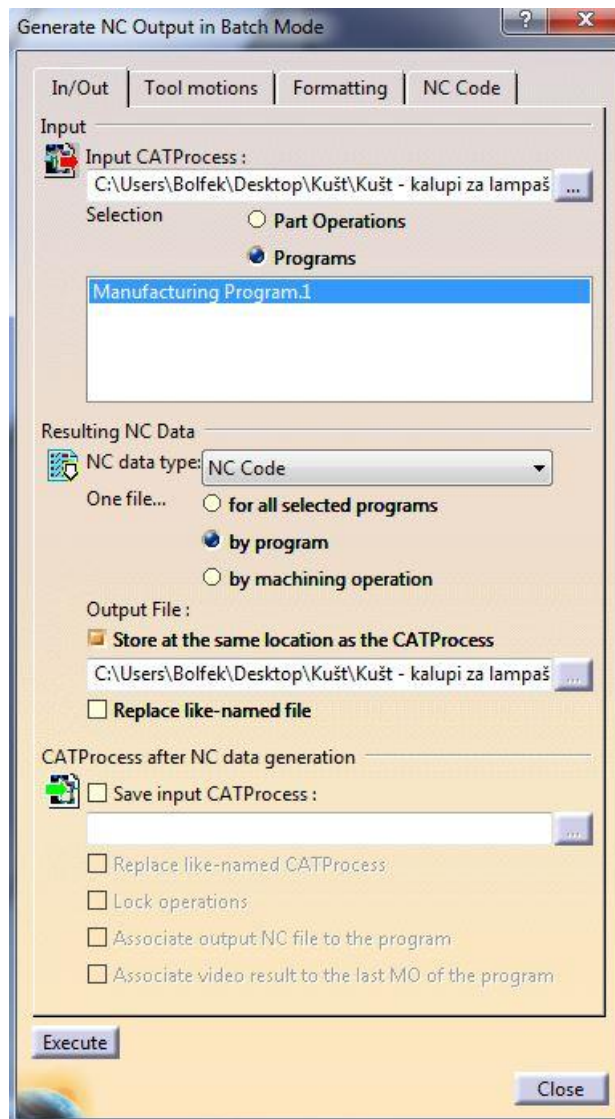 Generate NC Output in Batch Mode
In/Out Tool motions Formatting NC Code
Input
Input CATProcess :
C:\Users\Bolfek\Desktop\Kušt\Kušt - kalupi za lampaš ...
Selection Part Operations
Programs
Manufacturing Program.1
Resulting NC Data
NC data type: NC Code
One file... for all selected programs
by program
by machining operation
Output File :
Store at the same location as the CATProcess
C:\Users\Bolfek\Desktop\Kušt\Kušt - kalupi za lampaš ...
Replace like-named file
CATProcess after NC data generation
Save input CATProcess :
...
Replace like-named CATProcess
Lock operations
Associate output NC file to the program
Associate video result to the last MO of the program
Execute
Close